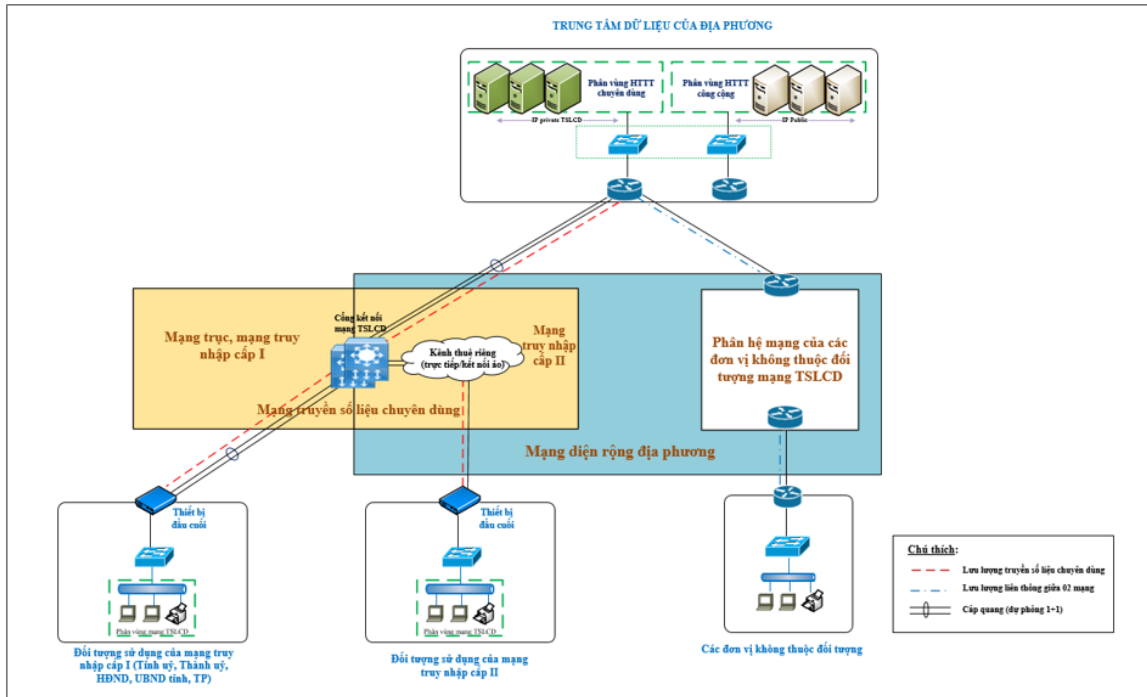 TRUNG TÂM DỮ LIỆU CỦA ĐỊA PHƯƠNG
Phân vùng HTTT
chuyên dùng
Phân vùng HTTT
công cộng
IP private TSLCD
IP Public
Cổng kết nối
mạng TSLCD
Mạng trục, mạng truy
nhập cấp I
Kênh thuê riêng
(trực tiếp/kết nối ảo)
Mạng
truy nhập
cấp II
Mạng truyền số liệu chuyên dùng
Phân hệ mạng của các
đơn vị không thuộc đối
tượng mạng TSLCD
Mạng diện rộng địa phương
Thiết bị
đầu cuối
Phân vùng mạng TSLCD
Đối tượng sử dụng của mạng truy
nhập cấp I (Tỉnh uỷ, Thành uỷ,
HĐND, UBND tỉnh, TP)
Thiết bị
đầu cuối
Phân vùng mạng TSLCD
Đối tượng sử dụng của mạng
truy nhập cấp II
Các đơn vị không thuộc đối tượng
Chú thích:
Lưu lượng truyền số liệu chuyên dùng
Lưu lượng liên thông giữa 02 mạng
Cáp quang (dự phòng 1+1)